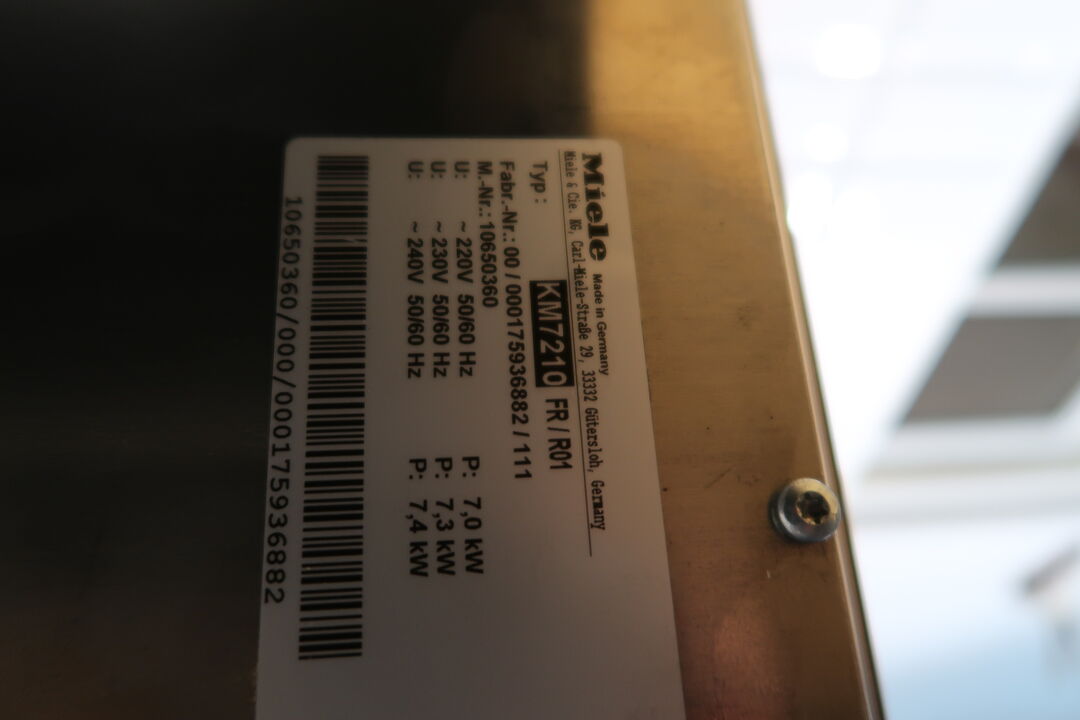 Miele Made in Germany
Miele & Cie. KG, Carl-Miele-Straße 29, 33332 Gütersloh, Germany
Typ: KM7210 FR / R01
Fabr.-Nr.: 00 / 000175936882 / 111
M.-Nr.: 10650360
U: ~ 220V 50/60 Hz P: 7,0 kW
U: ~ 230V 50/60 Hz P: 7,3 kW
U: ~ 240V 50/60 Hz P: 7,4 kW
10650360/000/000175936882